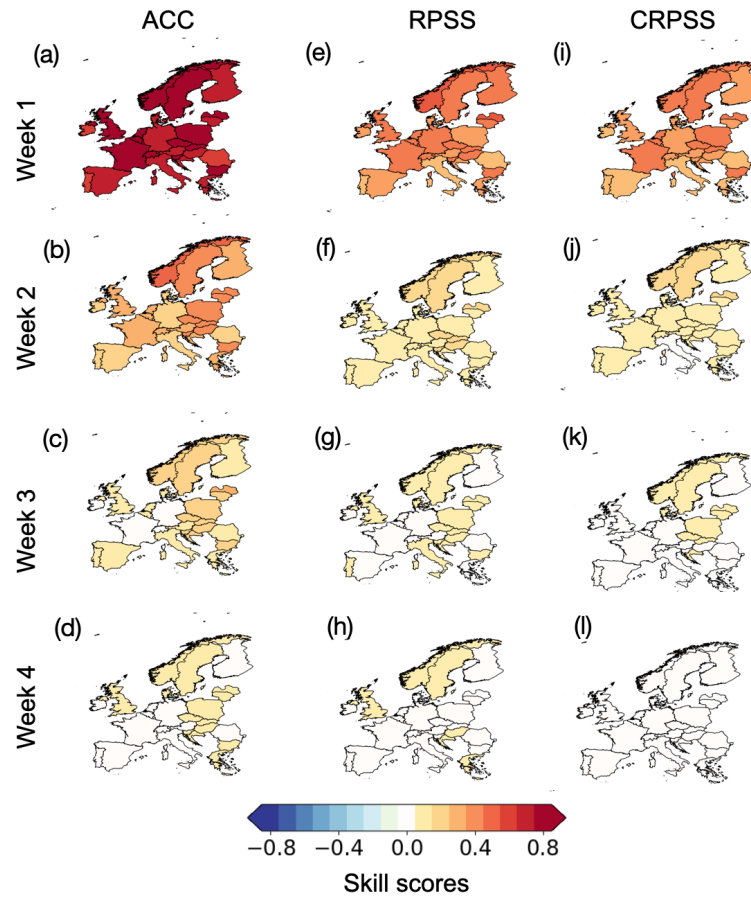 ACC RPSS CRPSS
(a) (e) (i)
Week 1
(b) (f) (j)
Week 2
(c) (g) (k)
Week 3
(d) (h) (l)
Week 4
−0.8 −0.4 0.0 0.4 0.8
Skill scores